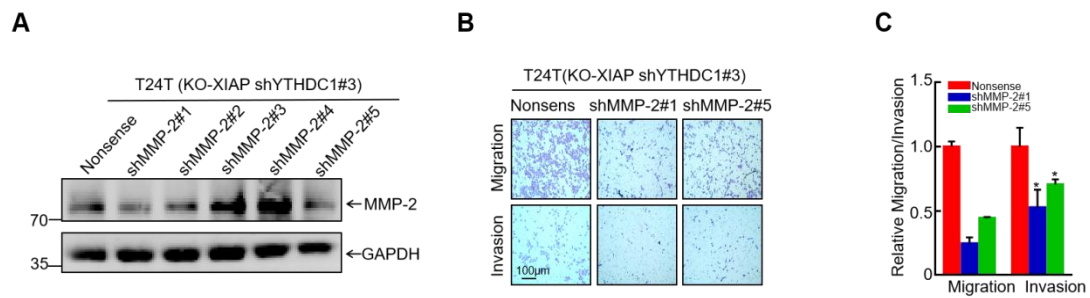 A
T24T (KO-XIAP shYTHDC1#3)
Nonsense
shMMP-2#1
shMMP-2#2
shMMP-2#3
shMMP-2#4
shMMP-2#5
←MMP-2
70
←GAPDH
35
B
T24T(KO-XIAP shYTHDC1#3)
Nonsens shMMP-2#1 shMMP-2#5
Migration
Invasion
100μm
C
Relative Migration/Invasion
1.5
1.0
0.5
0
Nonsense
shMMP-2#1
shMMP-2#5
* *
Migration Invasion